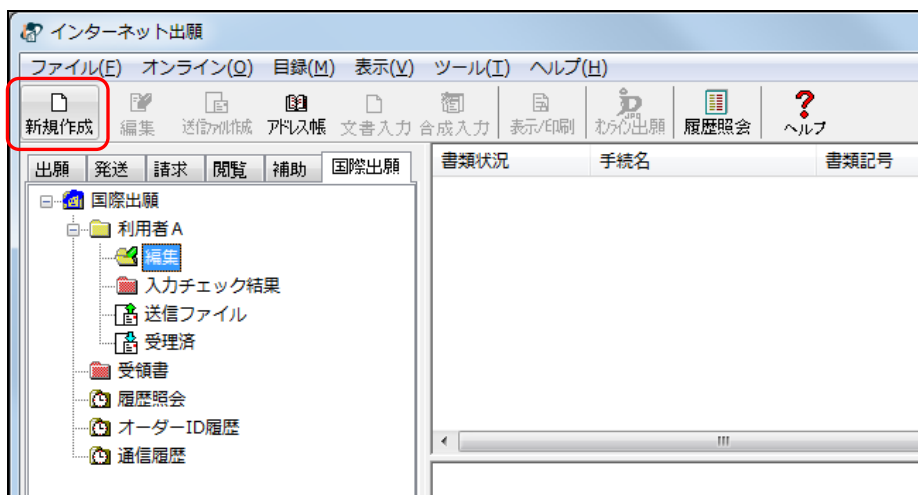 インターネット出願
ファイル(F) オンライン(O) 目録(M) 表示(V) ツール(T) ヘルプ(H)
新規作成 編集 送信ファイル作成 アドレス帳 文書入力 合成入力 表示/印刷 オンライン出願 履歴照会 ヘルプ
出願 発送 請求 閲覧 補助 国際出願
書類状況 手続名 書類記号
国際出願
利用者A
編集
入力チェック結果
送信ファイル
受理済
受領書
履歴照会
オーダーID履歴
通信履歴